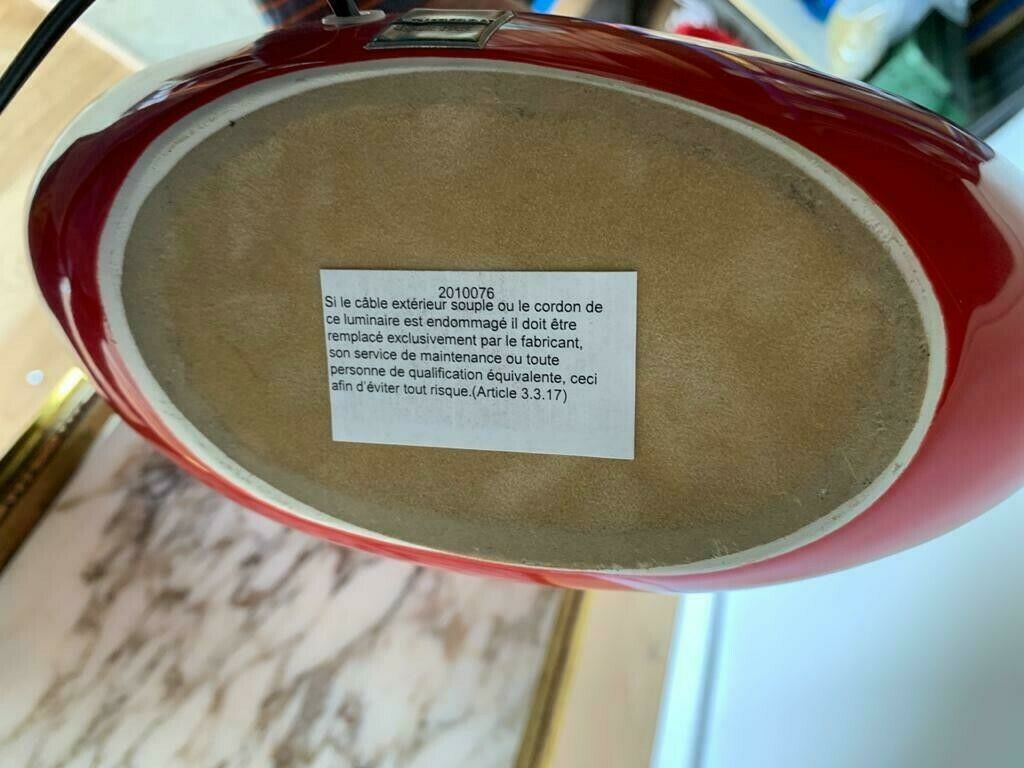 2010076
Si le câble extérieur souple ou le cordon de
ce luminaire est endommagé il doit être
remplacé exclusivement par le fabricant,
son service de maintenance ou toute
personne de qualification équivalente, ceci
afin d'éviter tout risque.(Article 3.3.17)